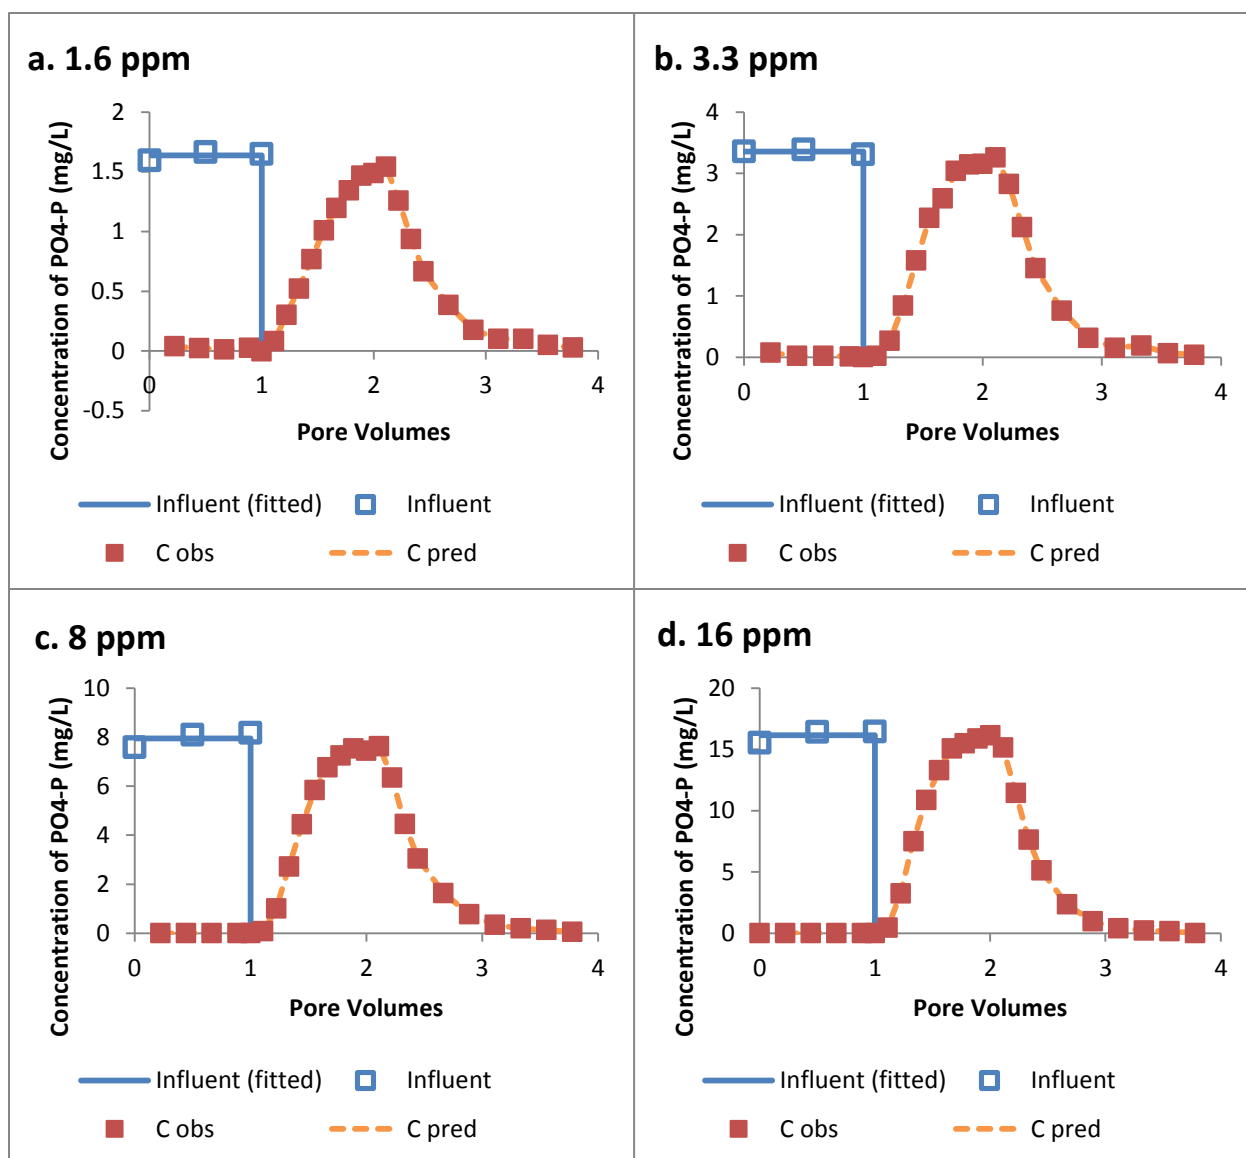 a. 1.6 ppm
Concentration of PO4-P (mg/L)
2
1.5
1
0.5
0
-0.5
0 1 2 3 4
Pore Volumes
Influent (fitted) Influent
C obs C pred
b. 3.3 ppm
Concentration of PO4-P (mg/L)
4
3
2
1
0
0 1 2 3 4
Pore Volumes
Influent (fitted) Influent
C obs C pred
c. 8 ppm
Concentration of PO4-P (mg/L)
10
8
6
4
2
0
0 1 2 3 4
Pore Volumes
Influent (fitted) Influent
C obs C pred
d. 16 ppm
Concentration of PO4-P (mg/L)
20
15
10
5
0
0 1 2 3 4
Pore Volumes
Influent (fitted) Influent
C obs C pred